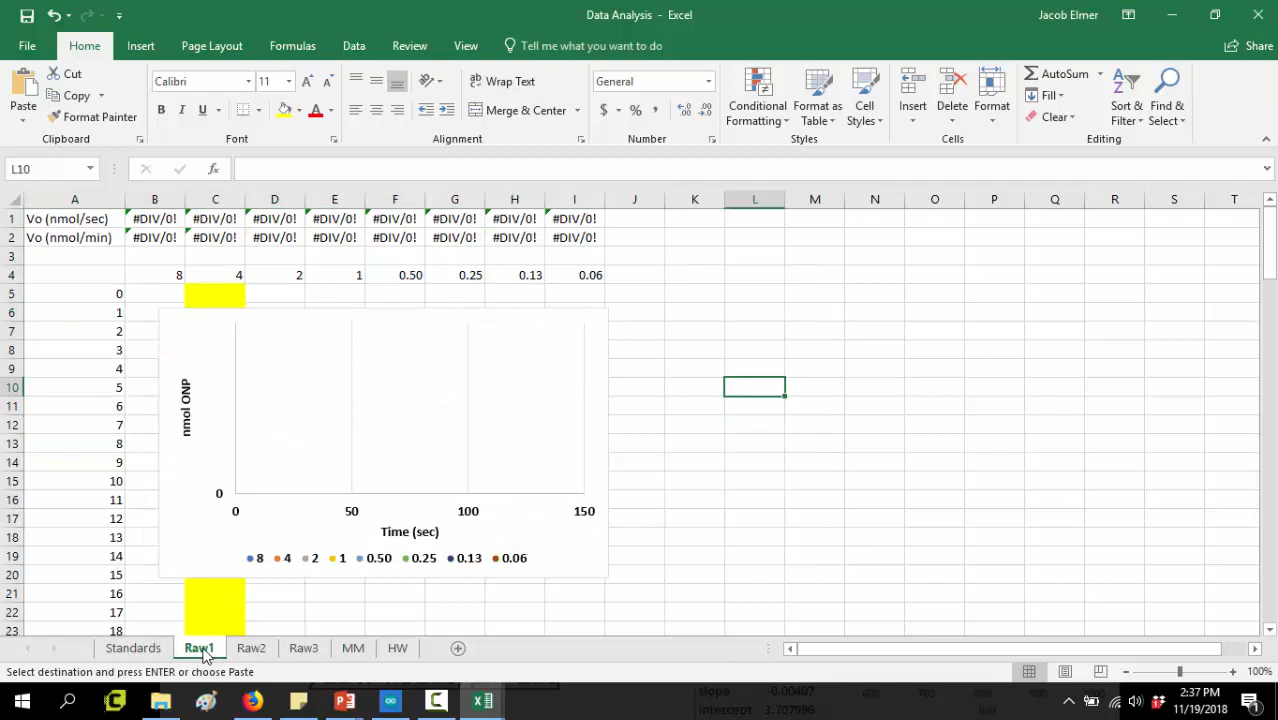 Data Analysis - Excel
Jacob Elmer
File Home Insert Page Layout Formulas Data Review View Tell me what you want to do Share
Paste
Cut
Copy
Format Painter
Calibri 11
B I U
Wrap Text
Merge & Center
General
$ % ,
Conditional Formatting
Format as Table
Cell Styles
Insert
Delete
Format
AutoSum
Fill
Clear
Sort & Filter
Find & Select
Clipboard Font Alignment Number Styles Cells Editing
L10 fx
A B C D E F G H I J K L M N O P Q R S T
1 Vo (nmol/sec) #DIV/0! #DIV/0! #DIV/0! #DIV/0! #DIV/0! #DIV/0! #DIV/0! #DIV/0!
2 Vo (nmol/min) #DIV/0! #DIV/0! #DIV/0! #DIV/0! #DIV/0! #DIV/0! #DIV/0! #DIV/0!
3
4 8 4 2 1 0.50 0.25 0.13 0.06
5 0
6 1
7 2
8 3
9 4
10 5
11 6
12 7
13 8
14 9
15 10
16 11
17 12
18 13
19 14
20 15
21 16
22 17
23 18
nmol ONP
0
0 50 100 150
Time (sec)
8 4 2 1 0.50 0.25 0.13 0.06
Standards Raw1 Raw2 Raw3 MM HW
Select destination and press ENTER or choose Paste
100%
slope -0.00407
intercept 3.707996
600 700 800 900
2:37 PM
11/19/2018